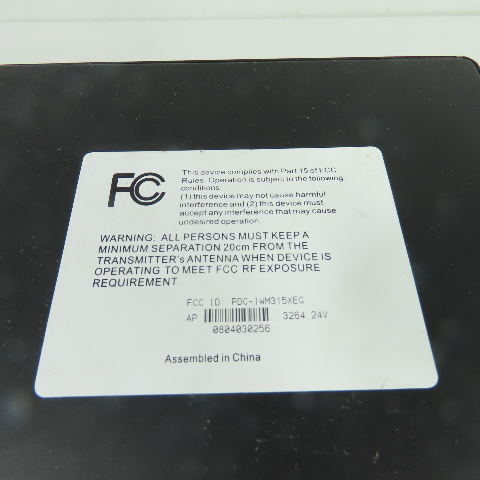 FC
This device complies with Part 15 of FCC
Rules. Operation is subject to the following
conditions:
(1) this device may not cause harmful
interference and (2) this device must
accept any interference that may cause
undesired operation.
WARNING: ALL PERSONS MUST KEEP A
MINIMUM SEPARATION 20cm FROM THE
TRANSMITTER's ANTENNA WHEN DEVICE IS
OPERATING TO MEET FCC RF EXPOSURE
REQUIREMENT.
FCC ID: PDC-IWM315XEG
AP 3264 24V
0804030256
Assembled in China